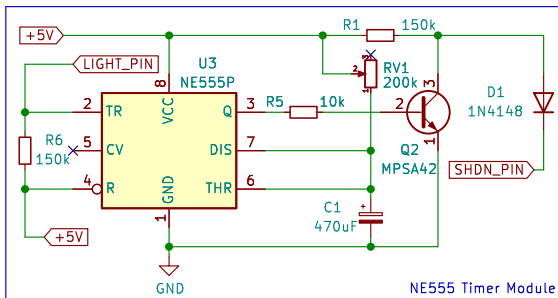 R1 150k
+5V
LIGHT_PIN
U3
NE555P
RV1
200k
8
VCC
2
1
3
D1
1N4148
R5 10k
2 TR
Q 3
2
R6
150k
5 CV
DIS 7
1
Q2
MPSA42
SHDN_PIN
4 R
THR 6
GND
1
C1
470uF
+
+5V
GND
NE555 Timer Module